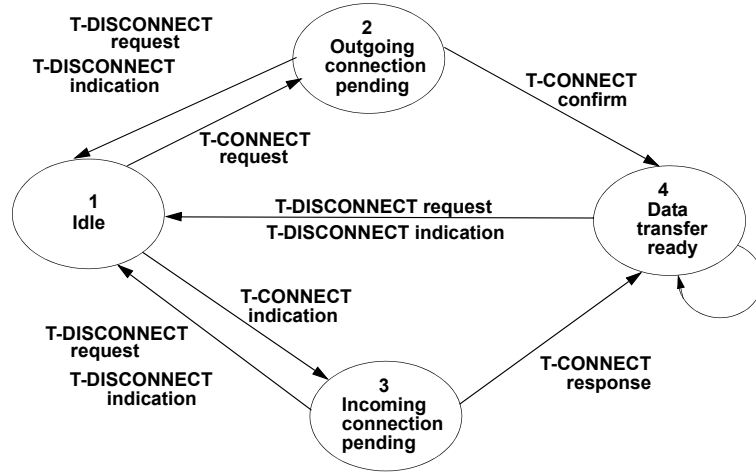 T-DISCONNECT
request
T-DISCONNECT
indication
2
Outgoing
connection
pending
T-CONNECT
confirm
T-CONNECT
request
1
Idle
T-DISCONNECT request
T-DISCONNECT indication
4
Data
transfer
ready
T-CONNECT
indication
T-DISCONNECT
request
T-DISCONNECT
indication
3
Incoming
connection
pending
T-CONNECT
response